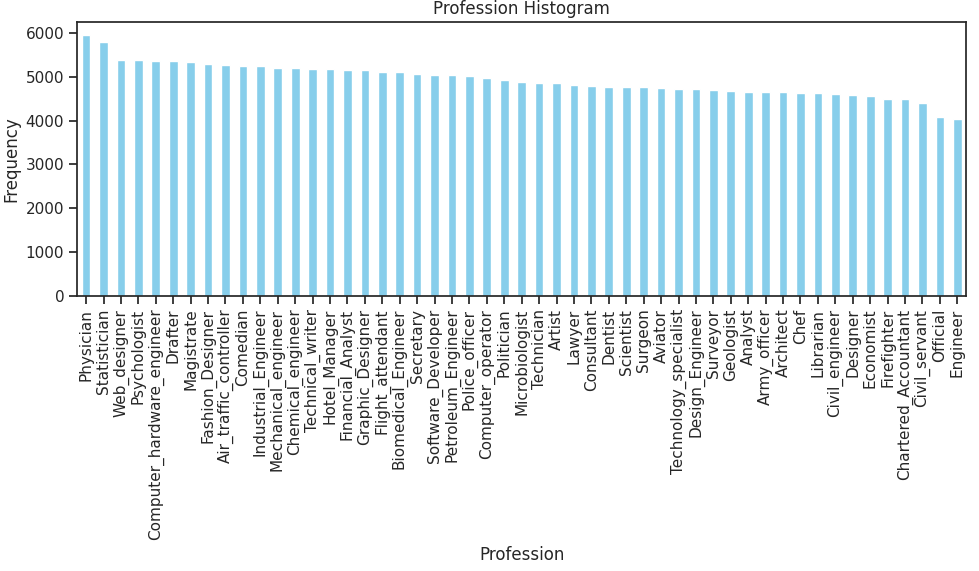 Profession Histogram
Frequency
6000
5000
4000
3000
2000
1000
0
Physician
Statistician
Web_designer
Psychologist
Computer_hardware_engineer
Drafter
Magistrate
Fashion_Designer
Air_traffic_controller
Comedian
Industrial_Engineer
Mechanical_engineer
Chemical_engineer
Technical_writer
Hotel_Manager
Financial_Analyst
Graphic_Designer
Flight_attendant
Biomedical_Engineer
Secretary
Software_Developer
Petroleum_Engineer
Police_officer
Computer_operator
Politician
Microbiologist
Technician
Artist
Lawyer
Consultant
Dentist
Scientist
Surgeon
Aviator
Technology_specialist
Design_Engineer
Surveyor
Geologist
Analyst
Army_officer
Architect
Chef
Librarian
Civil_engineer
Designer
Economist
Firefighter
Chartered_Accountant
Civil_servant
Official
Engineer
Profession